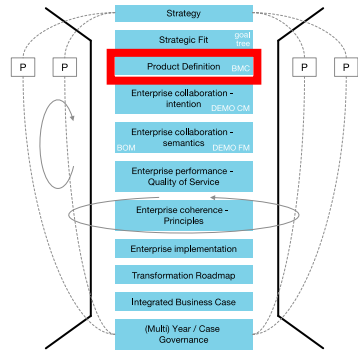 Strategy
Strategic Fit
goal
tree
P
P
Product Definition
BMC
P
P
Enterprise collaboration -
intention
DEMO CM
Enterprise collaboration -
semantics
BOM
DEMO FM
Enterprise performance -
Quality of Service
Enterprise coherence -
Principles
Enterprise implementation
Transformation Roadmap
Integrated Business Case
(Multi) Year / Case
Governance